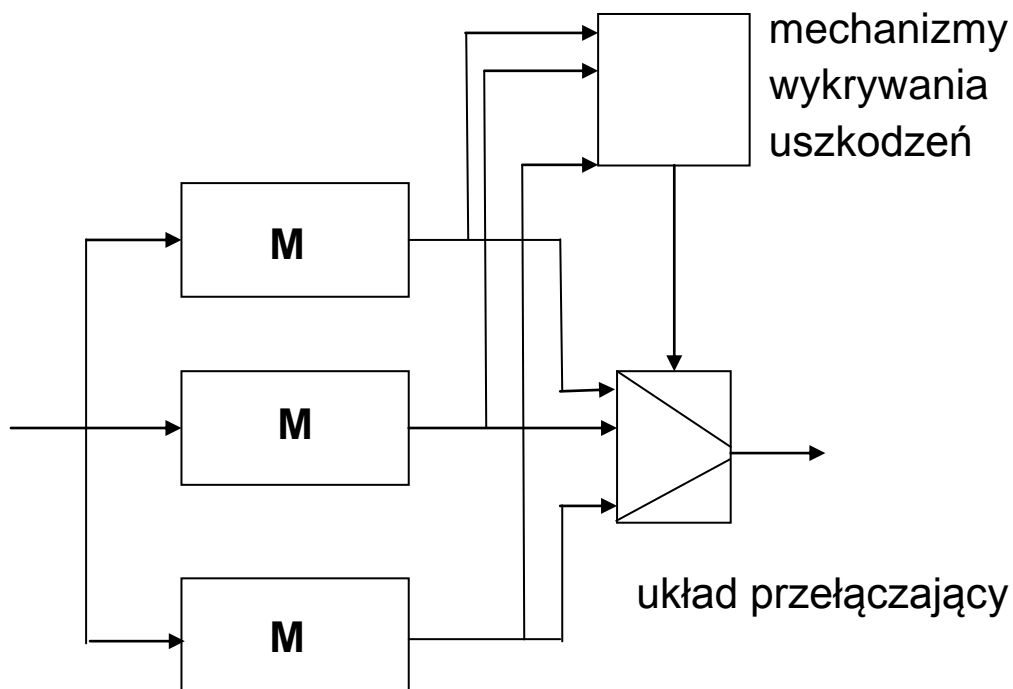 mechanizmy
wykrywania
uszkodzeń
M
M
układ przełączający
M